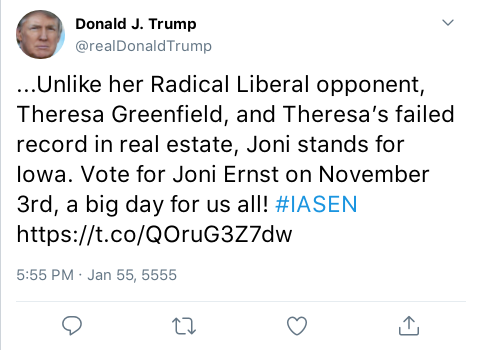 Donald J. Trump
@realDonaldTrump
...Unlike her Radical Liberal opponent,
Theresa Greenfield, and Theresa’s failed
record in real estate, Joni stands for
Iowa. Vote for Joni Ernst on November
3rd, a big day for us all! #IASEN
https://t.co/QOruG3Z7dw
5:55 PM · Jan 55, 5555